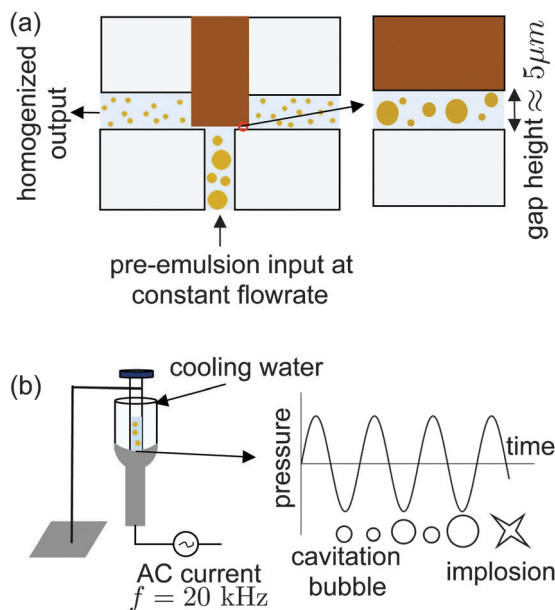 (a)
homogenized
output
gap height ≈ 5μm
pre-emulsion input at
constant flowrate
(b)
cooling water
pressure
time
cavitation
bubble
implosion
AC current
f = 20 kHz